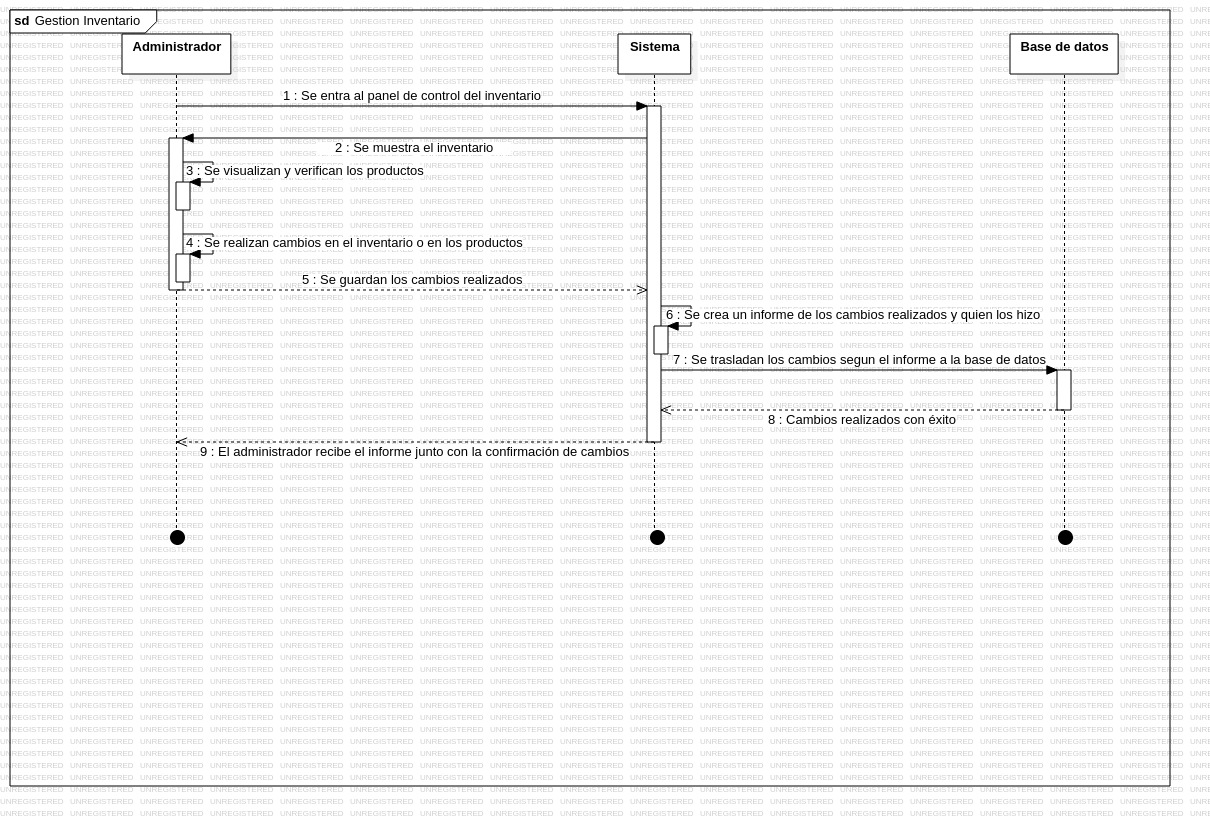 sd Gestion Inventario
Administrador
Sistema
Base de datos
1 : Se entra al panel de control del inventario
2 : Se muestra el inventario
3 : Se visualizan y verifican los productos
4 : Se realizan cambios en el inventario o en los productos
5 : Se guardan los cambios realizados
6 : Se crea un informe de los cambios realizados y quien los hizo
7 : Se trasladan los cambios segun el informe a la base de datos
8 : Cambios realizados con éxito
9 : El administrador recibe el informe junto con la confirmación de cambios
UNREGISTERED